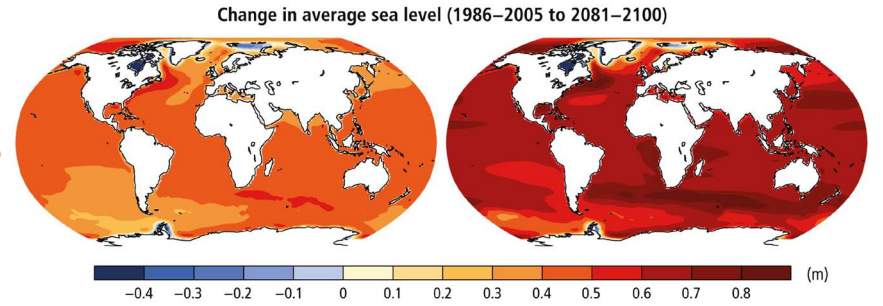 Change in average sea level (1986–2005 to 2081–2100)
(m)
−0.4 −0.3 −0.2 −0.1 0 0.1 0.2 0.3 0.4 0.5 0.6 0.7 0.8